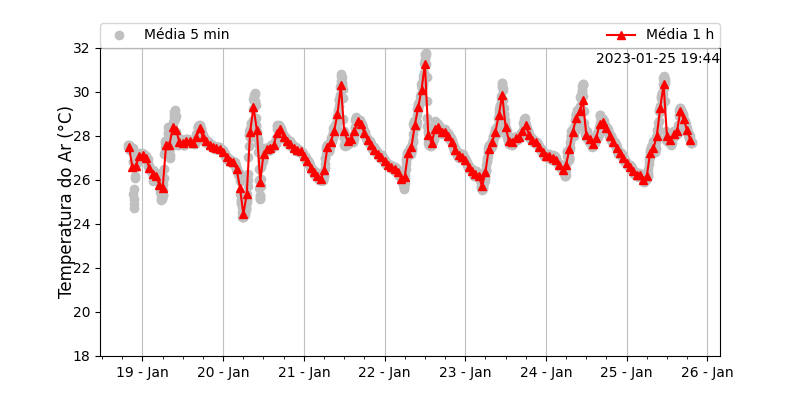 Média 5 min
Média 1 h
2023-01-25 19:44
Temperatura do Ar (°C)
32
30
28
26
24
22
20
18
19 - Jan
20 - Jan
21 - Jan
22 - Jan
23 - Jan
24 - Jan
25 - Jan
26 - Jan